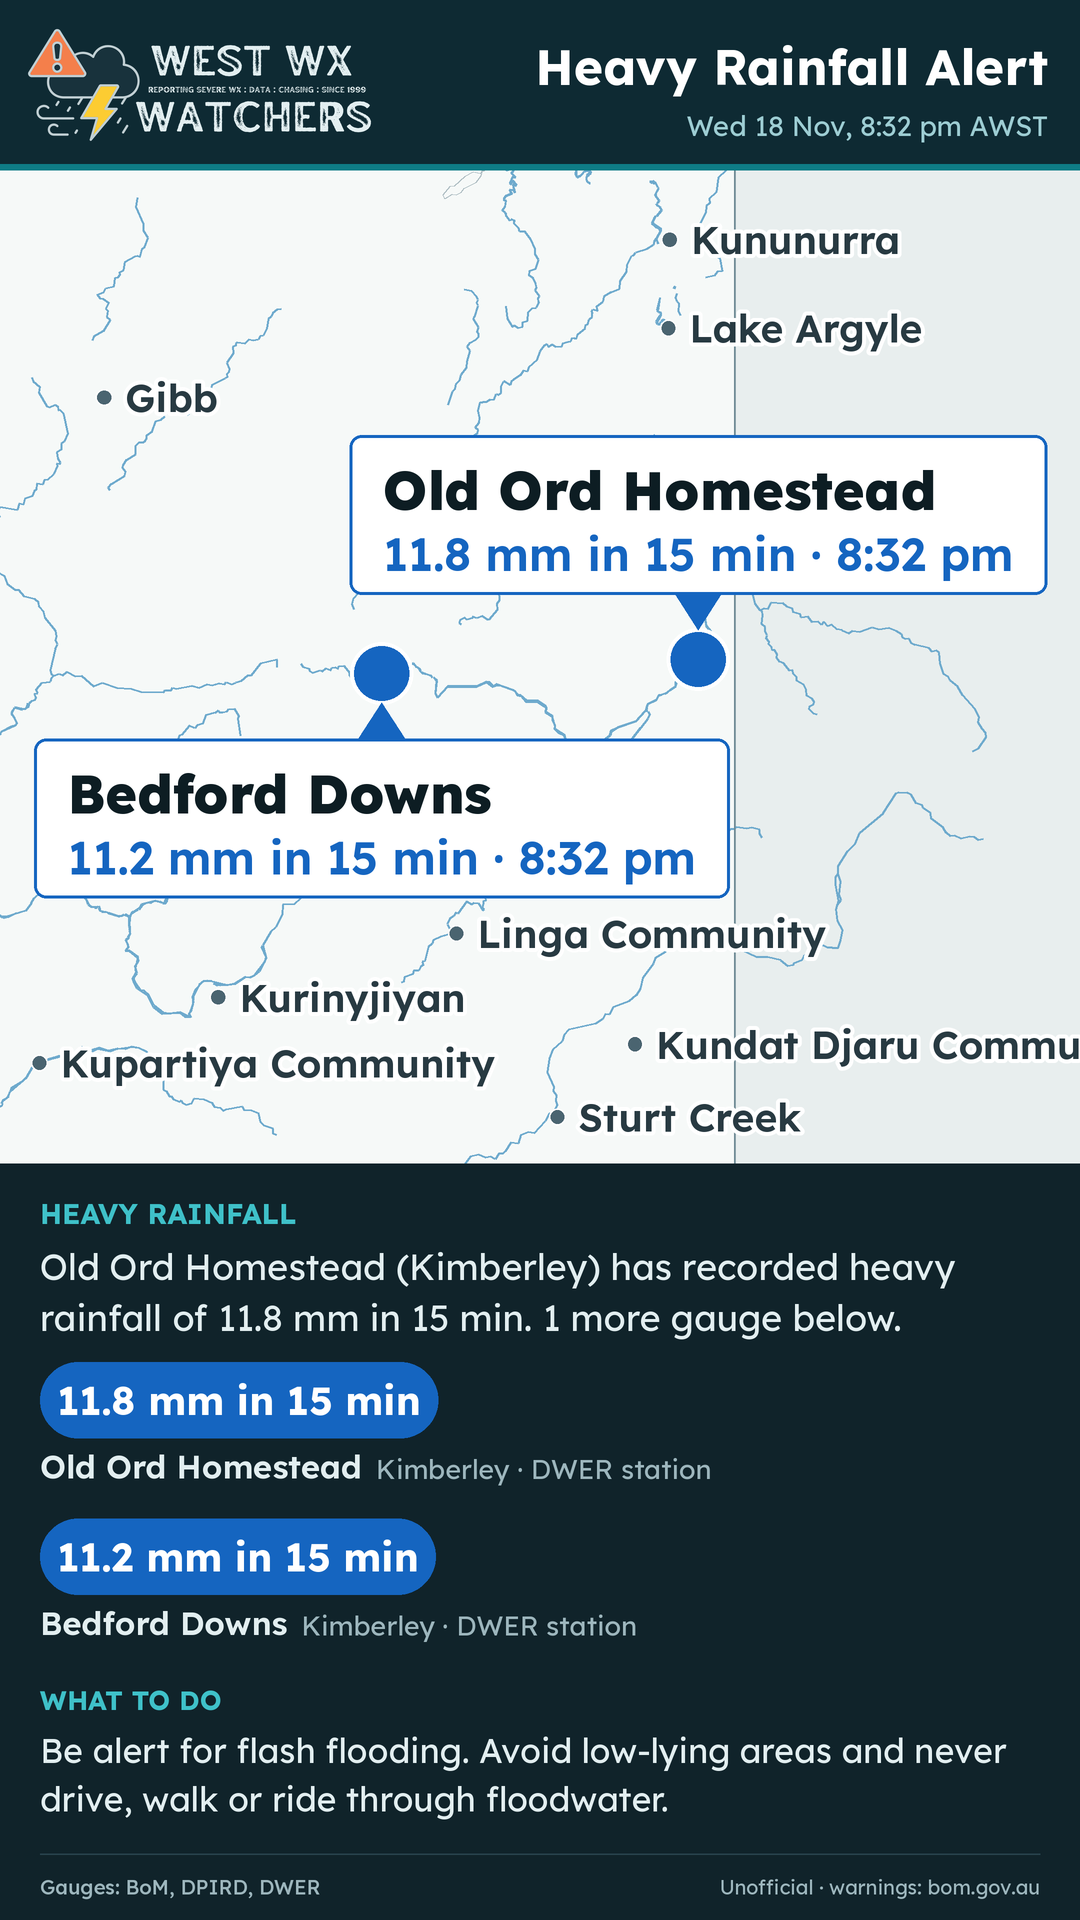 WEST WX
REPORTING SEVERE WX : DATA : CHASING : SINCE 1999
WATCHERS
Heavy Rainfall Alert
Wed 18 Nov, 8:32 pm AWST
Kununurra
Lake Argyle
Gibb
Old Ord Homestead
11.8 mm in 15 min · 8:32 pm
Bedford Downs
11.2 mm in 15 min · 8:32 pm
Linga Community
Kurinyjiyan
Kundat Djaru Commu
Kupartiya Community
Sturt Creek
HEAVY RAINFALL
Old Ord Homestead (Kimberley) has recorded heavy
rainfall of 11.8 mm in 15 min. 1 more gauge below.
11.8 mm in 15 min
Old Ord Homestead Kimberley · DWER station
11.2 mm in 15 min
Bedford Downs Kimberley · DWER station
WHAT TO DO
Be alert for flash flooding. Avoid low-lying areas and never
drive, walk or ride through floodwater.
Gauges: BoM, DPIRD, DWER
Unofficial · warnings: bom.gov.au